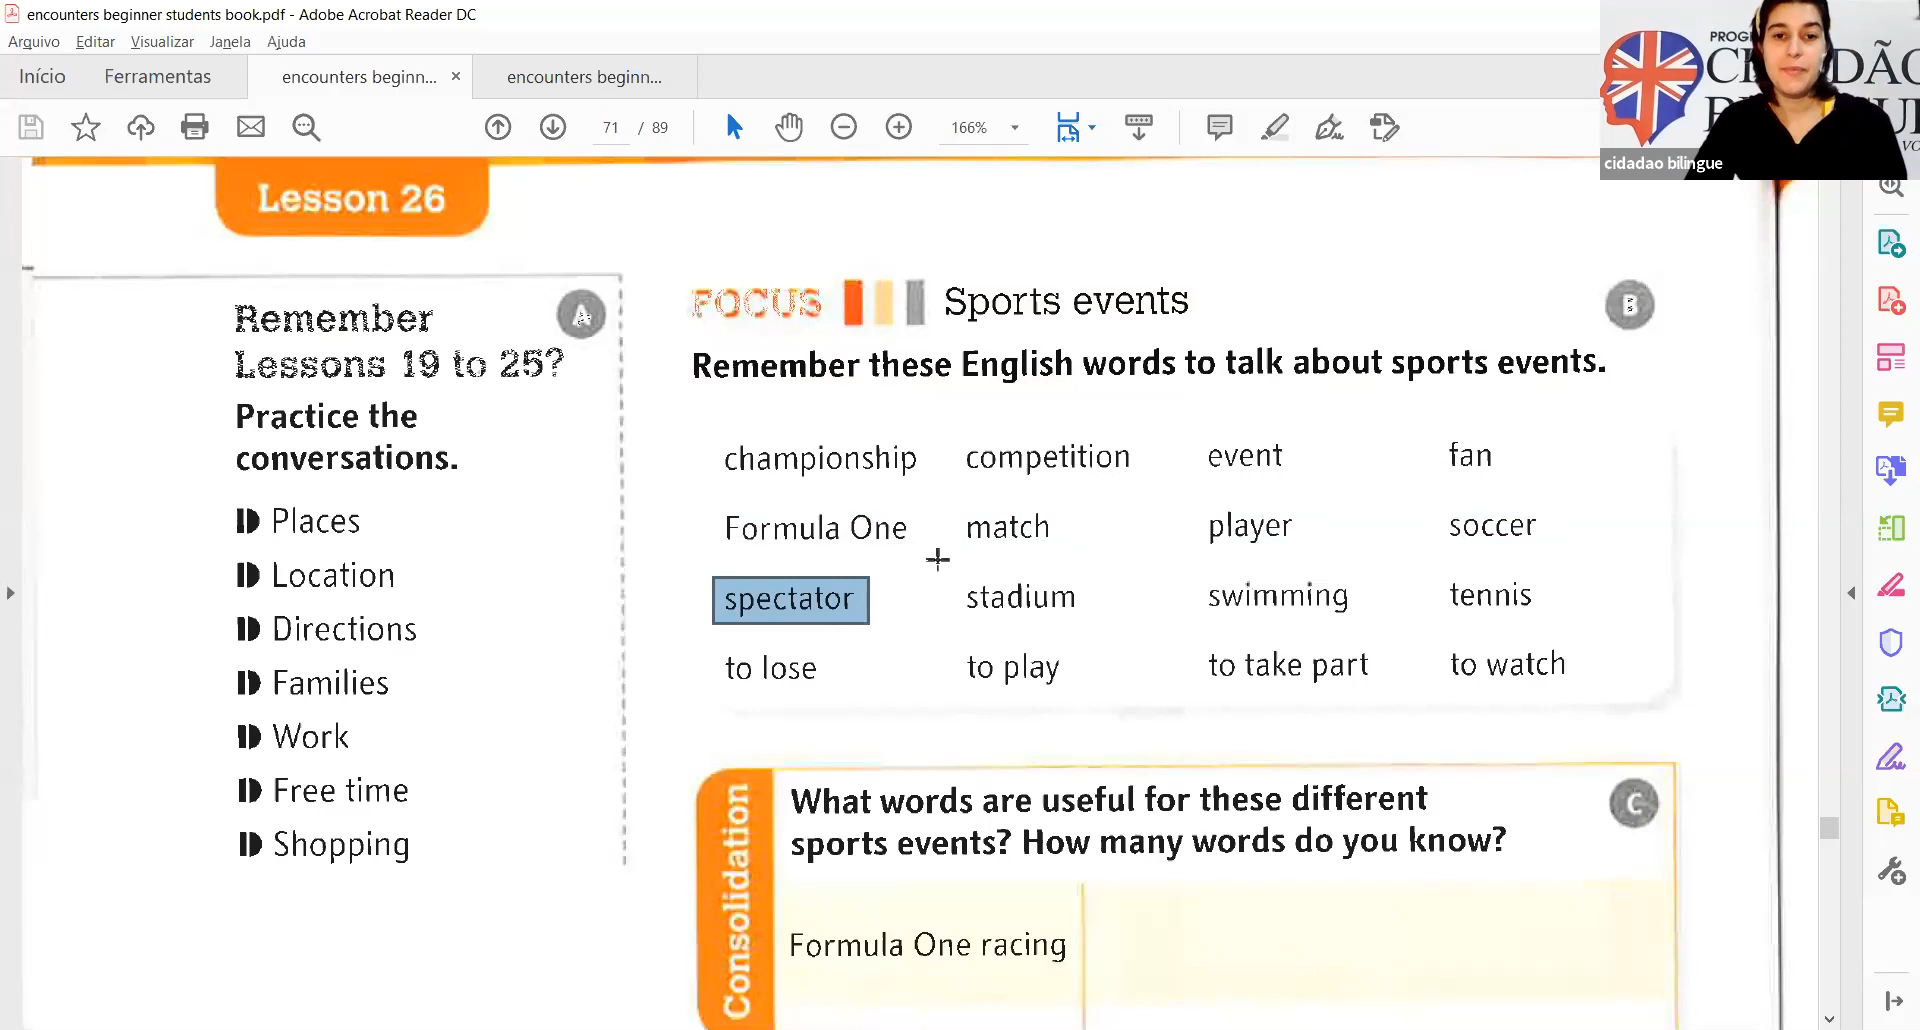 encounters beginner students book.pdf - Adobe Acrobat Reader DC
Arquivo Editar Visualizar Janela Ajuda
Início Ferramentas encounters beginn... × encounters beginn...
71 / 89 166%
PROG
DÃO
cidadao bilingue
Lesson 26
Remember
Lessons 19 to 25?
A
Practice the
conversations.
Places
Location
Directions
Families
Work
Free time
Shopping
FOCUS Sports events
B
Remember these English words to talk about sports events.
championship competition event fan
Formula One match player soccer
spectator stadium swimming tennis
to lose to play to take part to watch
Consolidation
What words are useful for these different
sports events? How many words do you know?
C
Formula One racing